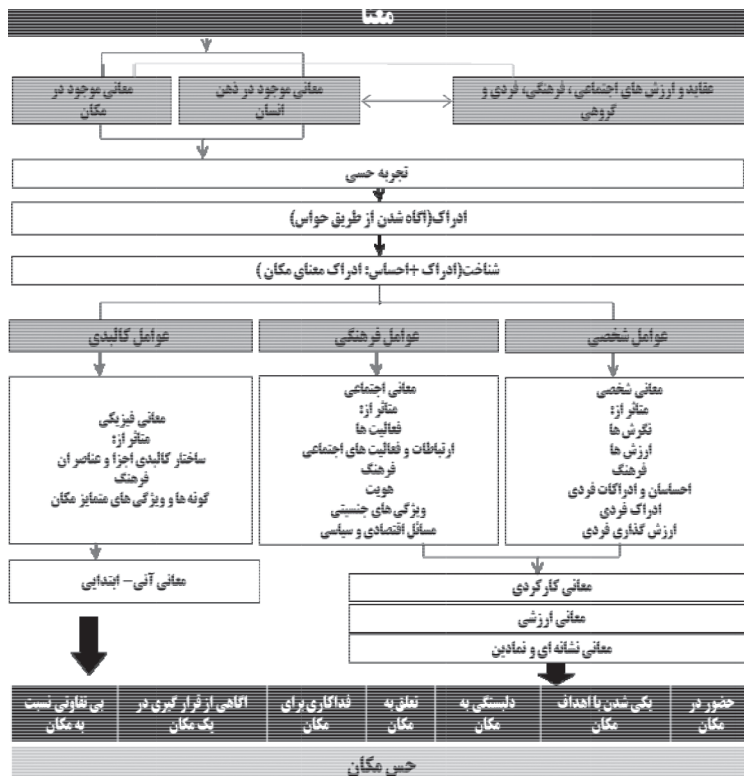 معنا
عقاید و ارزش های اجتماعی، فرهنگی، فردی و
گروهی
معانی موجود در ذهن
انسان
معانی موجود در
مکان
تجربه حسی
ادراک(آگاه شدن از طریق حواس)
شناخت(ادراک +احساس: ادراک معنای مکان )
عوامل شخصی
عوامل فرهنگی
عوامل کالبدی
معانی شخصی
متاثر از:
نگرش ها
ارزش ها
فرهنگ
احساسان و ادراکات فردی
ادراک فردی
ارزش گذاری فردی
معانی اجتماعی
متاثر از:
فعالیت ها
ارتباطات و فعالیت های اجتماعی
فرهنگ
هویت
ویژگی های جنسیتی
مسائل اقتصادی و سیاسی
معانی فیزیکی
متاثر از:
ساختار کالبدی اجزا و عناصر ان
فرهنگ
گونه ها و ویژگی های متمایز مکان
معانی کارکردی
معانی ارزشی
معانی نشانه ای و نمادین
معانی آنی- ابتدایی
حضور در
مکان
یکی شدن با اهداف
مکان
دلبستگی به
مکان
تعلق به
مکان
فداکاری برای
مکان
آگاهی از قرار گیری در
یک مکان
بی تفاوتی نسبت
به مکان
حس مکان